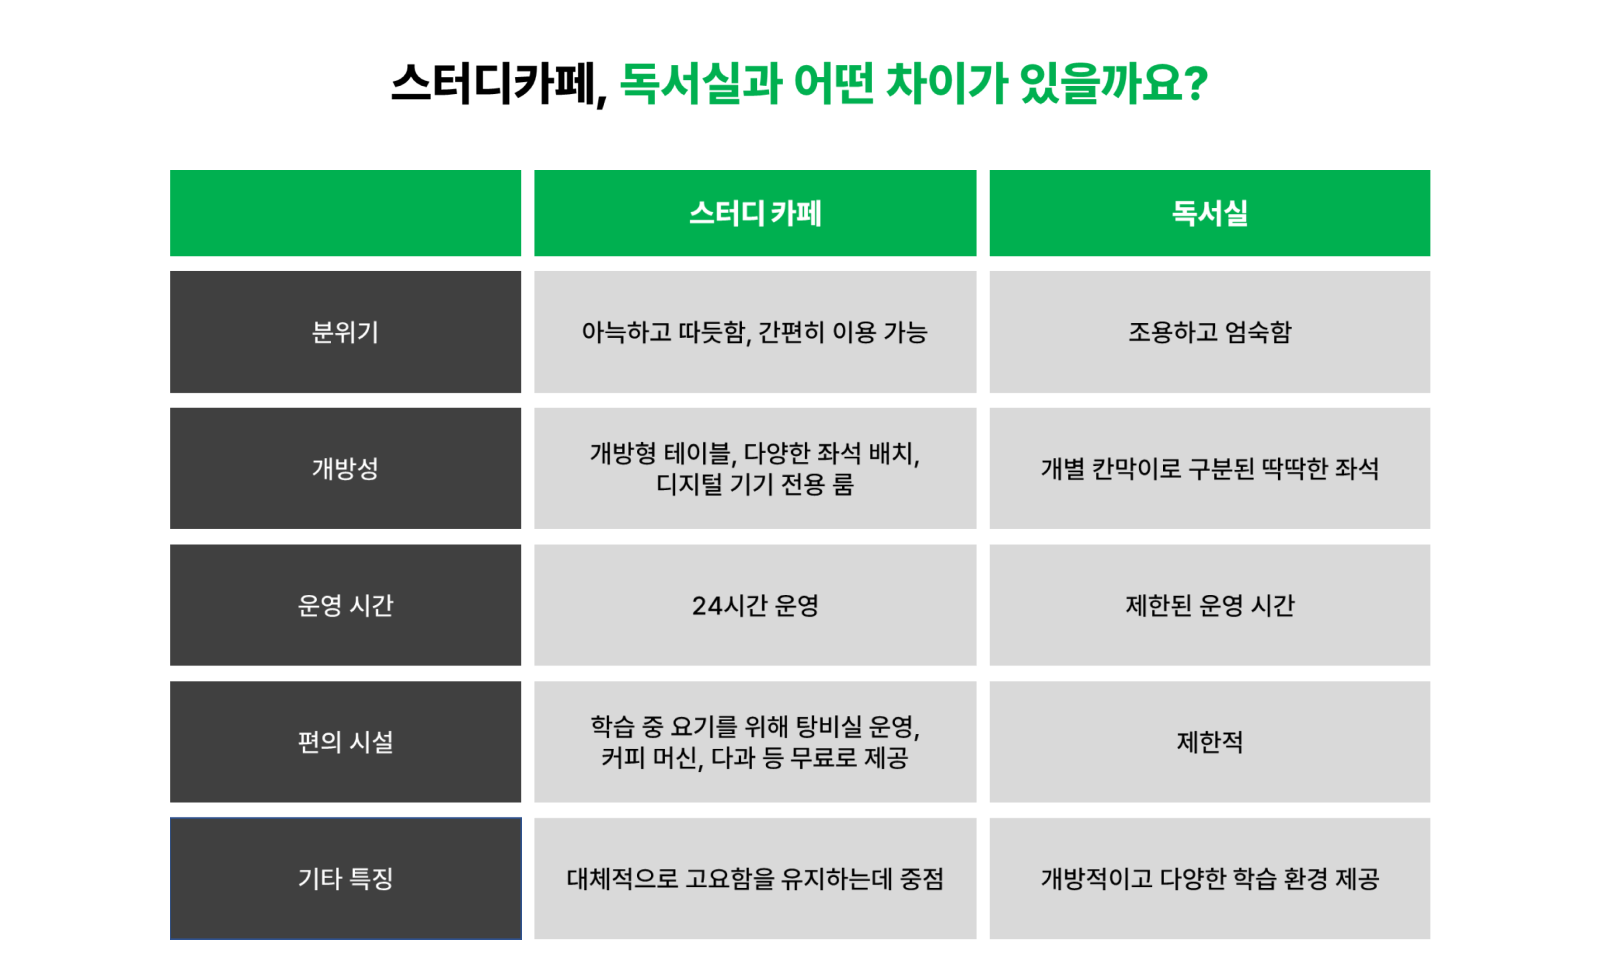 스터디카페, 독서실과 어떤 차이가 있을까요?
스터디 카페
독서실
분위기
아늑하고 따듯함, 간편히 이용 가능
조용하고 엄숙함
개방성
개방형 테이블, 다양한 좌석 배치,
디지털 기기 전용 룸
개별 칸막이로 구분된 딱딱한 좌석
운영 시간
24시간 운영
제한된 운영 시간
편의 시설
학습 중 요기를 위해 탕비실 운영,
커피 머신, 다과 등 무료로 제공
제한적
기타 특징
대체적으로 고요함을 유지하는데 중점
개방적이고 다양한 학습 환경 제공